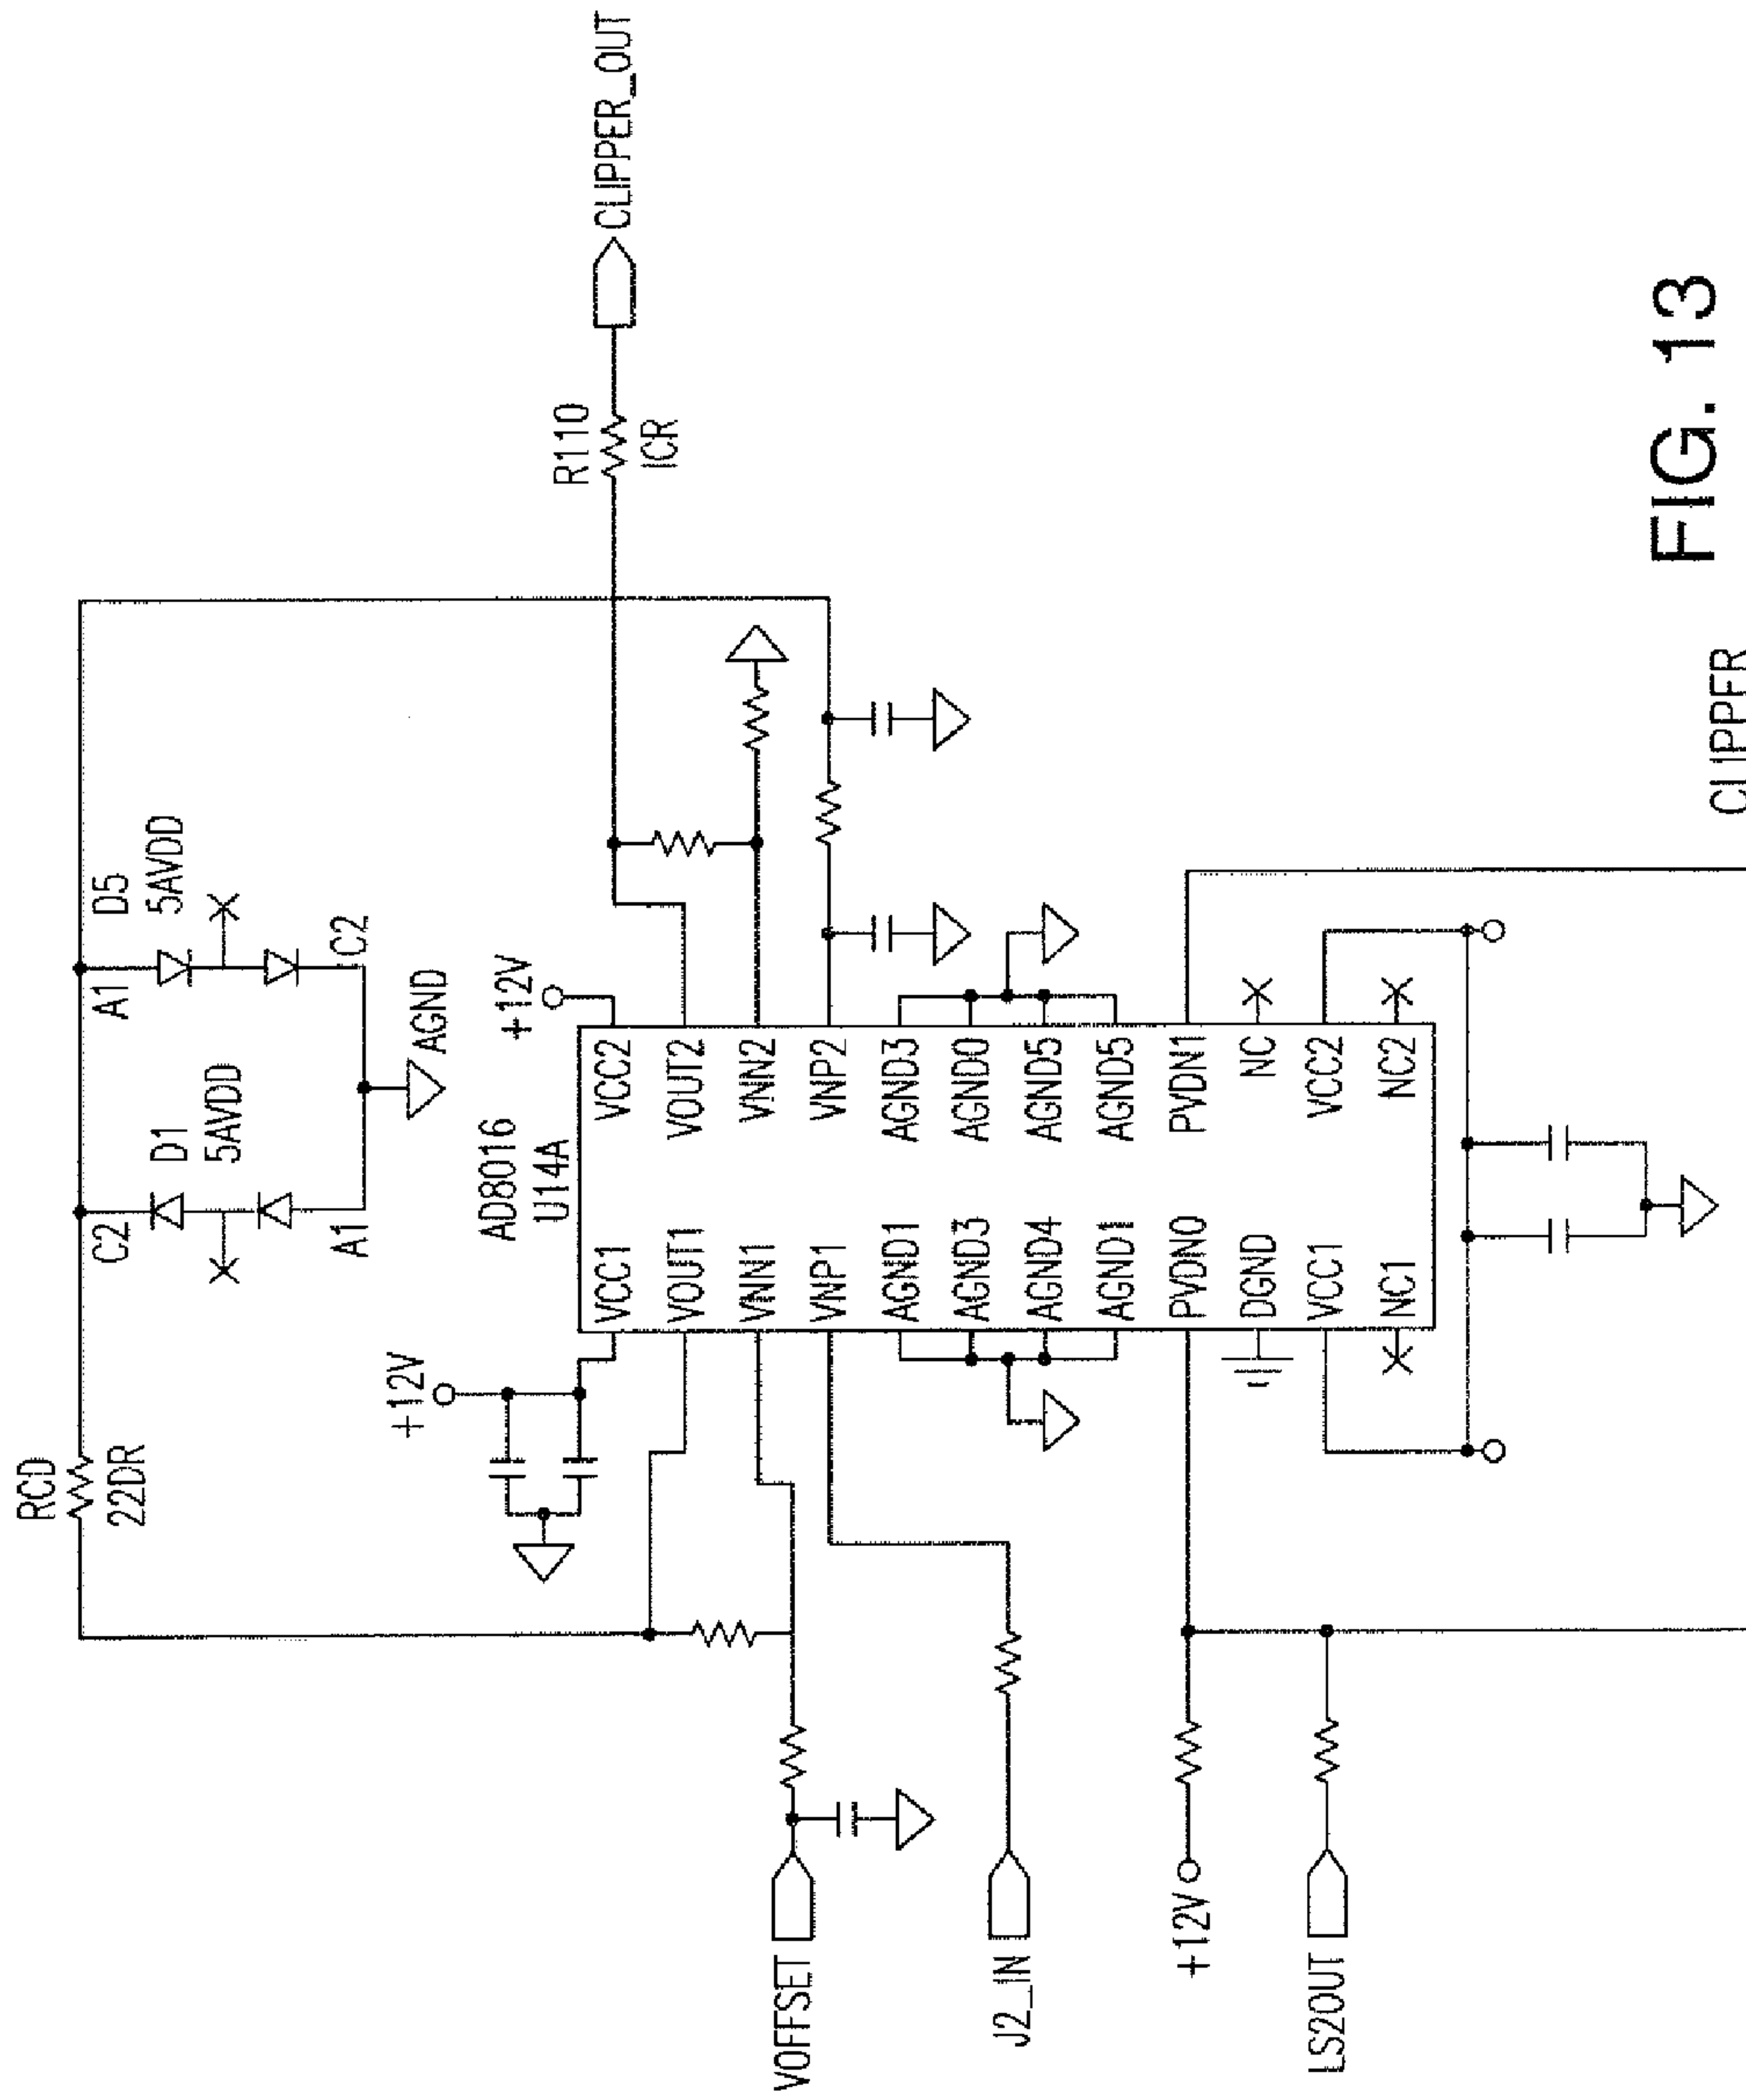 RCD
22DR
C2
D1
5AVDD
A1
A1
D5
5AVDD
C2
AGND
+12V
+12V
AD8016
U14A
VCC1
VOUT1
VNN1
VNP1
AGND1
AGND3
AGND4
AGND1
PVDN0
DGND
VCC1
NC1
VCC2
VOUT2
VNN2
VNP2
AGND3
AGND0
AGND5
AGND5
PVDN1
NC
VCC2
NC2
R110
ICR
CLIPPER_OUT
VOFFSET
J2_IN
+12V
LS2OUT
CLIPPER
FIG. 13